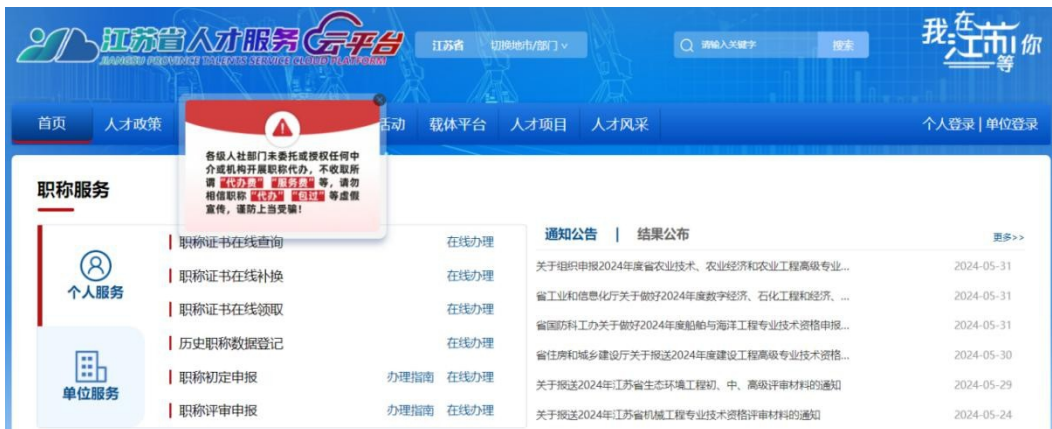 江苏省人才服务云平台
JIANGSU PROVINCE TALENTS SERVICE CLOUD PLATFORM
江苏省 切换地市/部门
请输入关键字 搜索
我在江苏等你
首页 人才政策 活动 载体平台 人才项目 人才风采 个人登录 | 单位登录
各级人社部门未委托或授权任何中
介或机构开展职称代办，不收取所
谓“代办费”“服务费”等，请勿
相信职称“代办”“包过”等虚假
宣传，谨防上当受骗！
职称服务
个人服务
单位服务
职称证书在线查询 在线办理
职称证书在线补换 在线办理
职称证书在线领取 在线办理
历史职称数据登记 在线办理
职称初定申报 办理指南 在线办理
职称评审申报 办理指南 在线办理
通知公告 | 结果公布 更多>>
关于组织申报2024年度省农业技术、农业经济和农业工程高级专业... 2024-05-31
省工业和信息化厅关于做好2024年度数字经济、石化工程和经济、... 2024-05-31
省国防科工办关于做好2024年度船舶与海洋工程专业技术资格申报... 2024-05-31
省住房和城乡建设厅关于报送2024年度建设工程高级专业技术资格... 2024-05-30
关于报送2024年江苏省生态环境工程初、中、高级评审材料的通知 2024-05-29
关于报送2024年江苏省机械工程专业技术资格评审材料的通知 2024-05-24